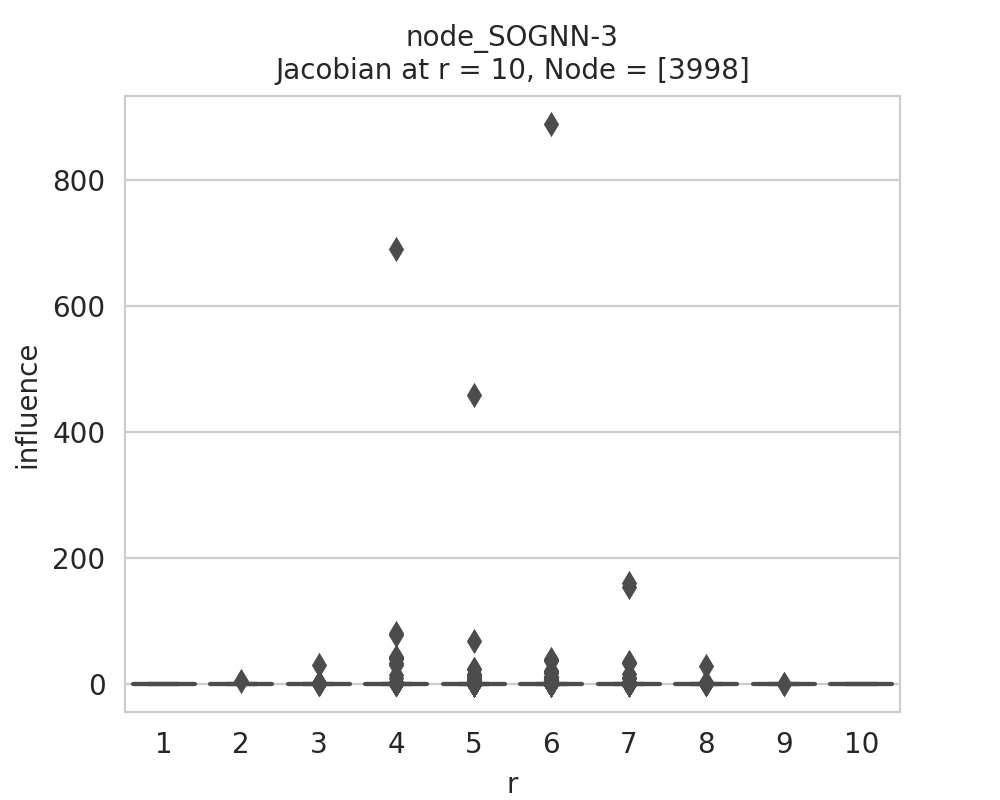 node_SOGNN-3
Jacobian at r = 10, Node = [3998]
influence
800
600
400
200
0
1 2 3 4 5 6 7 8 9 10
r